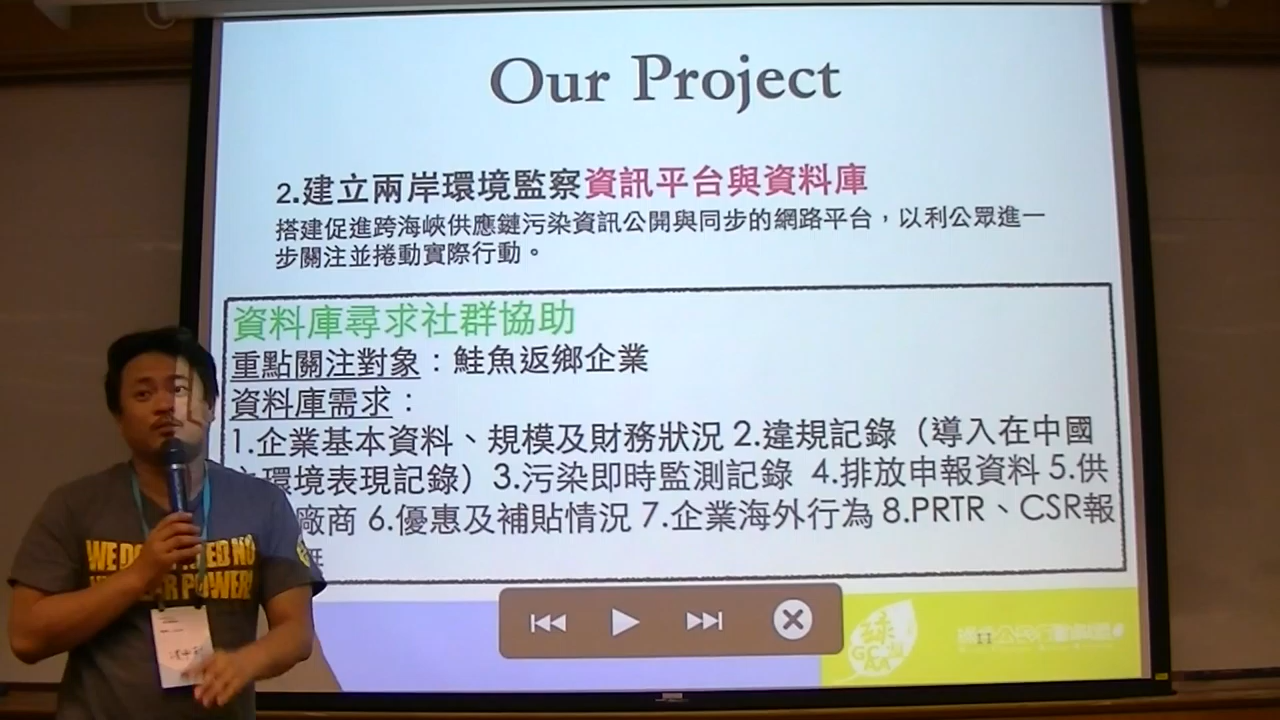 Our Project
2.建立兩岸環境監察資訊平台與資料庫
搭建促進跨海峽供應鏈污染資訊公開與同步的網路平台，以利公眾進一
步關注並捲動實際行動。
資料庫尋求社群協助
重點關注對象：鮭魚返鄉企業
資料庫需求：
1.企業基本資料、規模及財務狀況 2.違規記錄（導入在中國
環境表現記錄）3.污染即時監測記錄 4.排放申報資料 5.供
廠商 6.優惠及補貼情況 7.企業海外行為 8.PRTR、CSR報
WE DO NEED NO
POWER!
GCAA
11